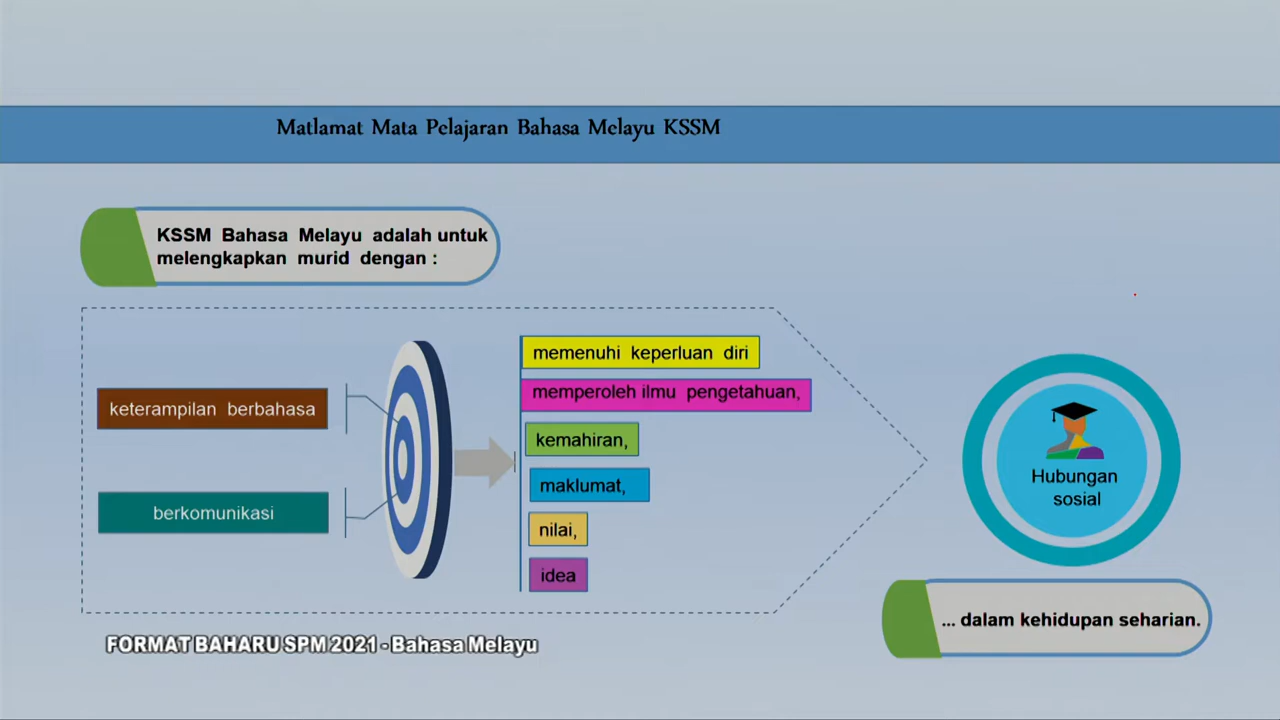 Matlamat Mata Pelajaran Bahasa Melayu KSSM
KSSM Bahasa Melayu adalah untuk
melengkapkan murid dengan :
keterampilan berbahasa
berkomunikasi
memenuhi keperluan diri
memperoleh ilmu pengetahuan,
kemahiran,
maklumat,
nilai,
idea
Hubungan
sosial
... dalam kehidupan seharian.
FORMAT BAHARU SPM 2021 - Bahasa Melayu